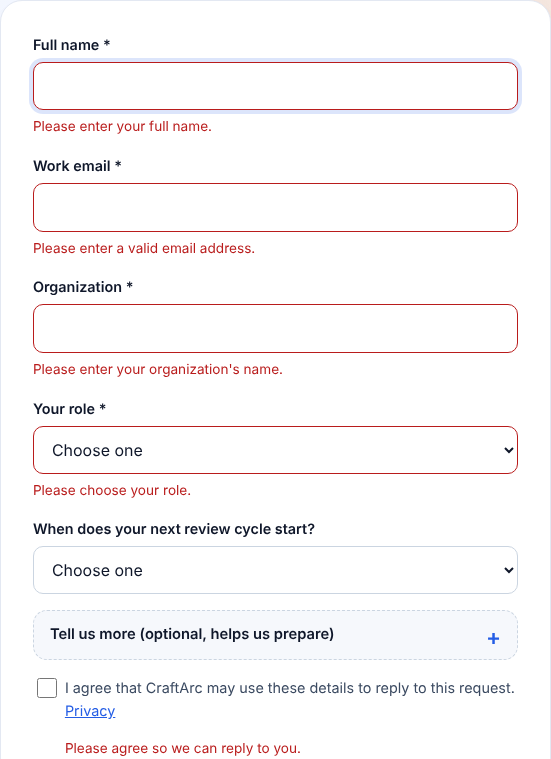 Full name *
Please enter your full name.
Work email *
Please enter a valid email address.
Organization *
Please enter your organization's name.
Your role *
Choose one
Please choose your role.
When does your next review cycle start?
Choose one
Tell us more (optional, helps us prepare)
+
I agree that CraftArc may use these details to reply to this request.
Privacy
Please agree so we can reply to you.